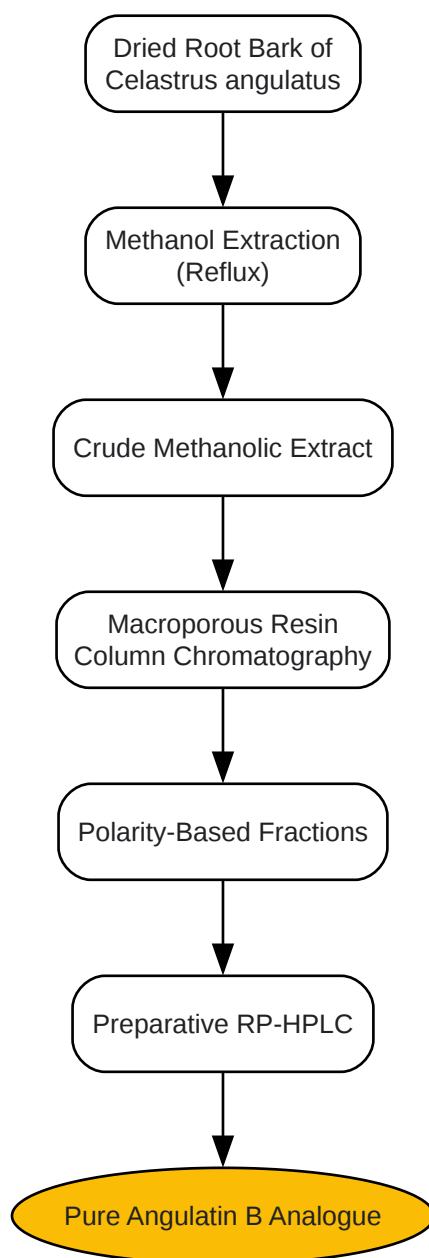 Dried Root Bark of
Celastrus angulatus
Methanol Extraction
(Reflux)
Crude Methanolic Extract
Macroporous Resin
Column Chromatography
Polarity-Based Fractions
Preparative RP-HPLC
Pure Angulatin B Analogue